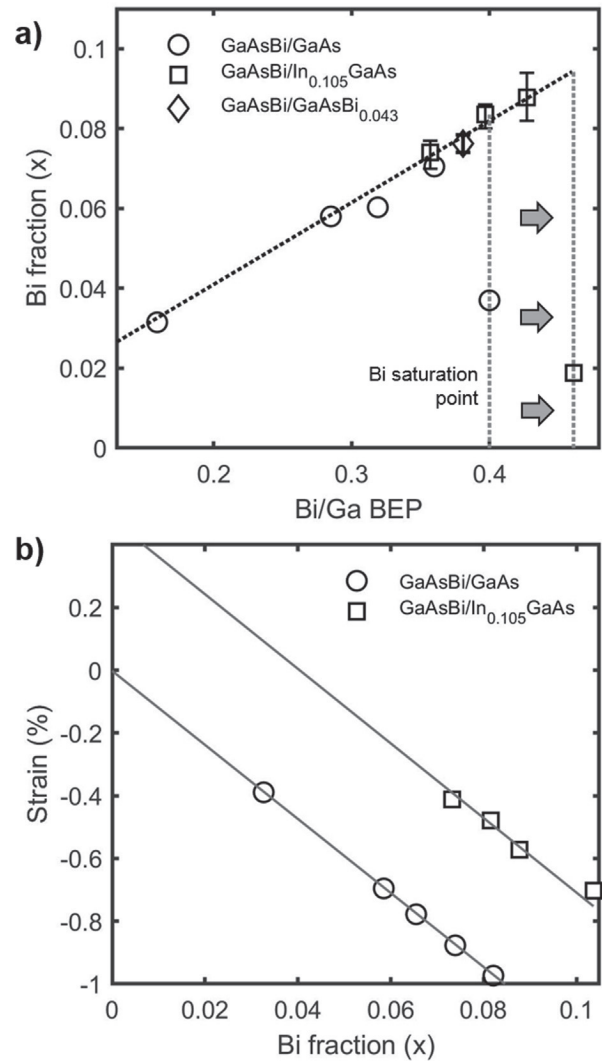 a)
0.1
0.08
0.06
0.04
0.02
0
Bi fraction (x)
GaAsBi/GaAs
GaAsBi/In0.105GaAs
GaAsBi/GaAsBi0.043
Bi saturation
point
0.2 0.3 0.4
Bi/Ga BEP
b)
0.2
0
-0.2
-0.4
-0.6
-0.8
-1
Strain (%)
GaAsBi/GaAs
GaAsBi/In0.105GaAs
0 0.02 0.04 0.06 0.08 0.1
Bi fraction (x)